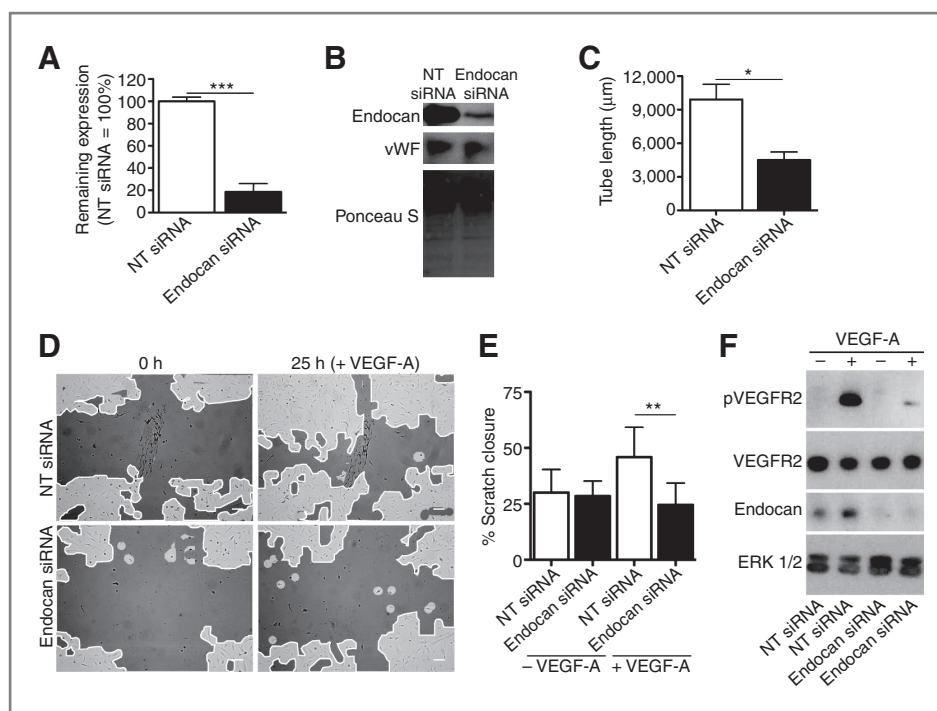 A
Remaining expression
(NT siRNA = 100%)
120
100
80
60
40
20
0
***
NT siRNA
Endocan siRNA
B
NT
siRNA
Endocan
siRNA
Endocan
vWF
Ponceau S
C
Tube length (μm)
12,000
9,000
6,000
3,000
0
*
NT siRNA
Endocan siRNA
D
0 h
25 h (+ VEGF-A)
NT siRNA
Endocan siRNA
E
% Scratch closure
75
50
25
0
**
NT siRNA
Endocan siRNA
NT siRNA
Endocan siRNA
– VEGF-A
+ VEGF-A
F
VEGF-A
– + – +
pVEGFR2
VEGFR2
Endocan
ERK 1/2
NT siRNA
NT siRNA
Endocan siRNA
Endocan siRNA